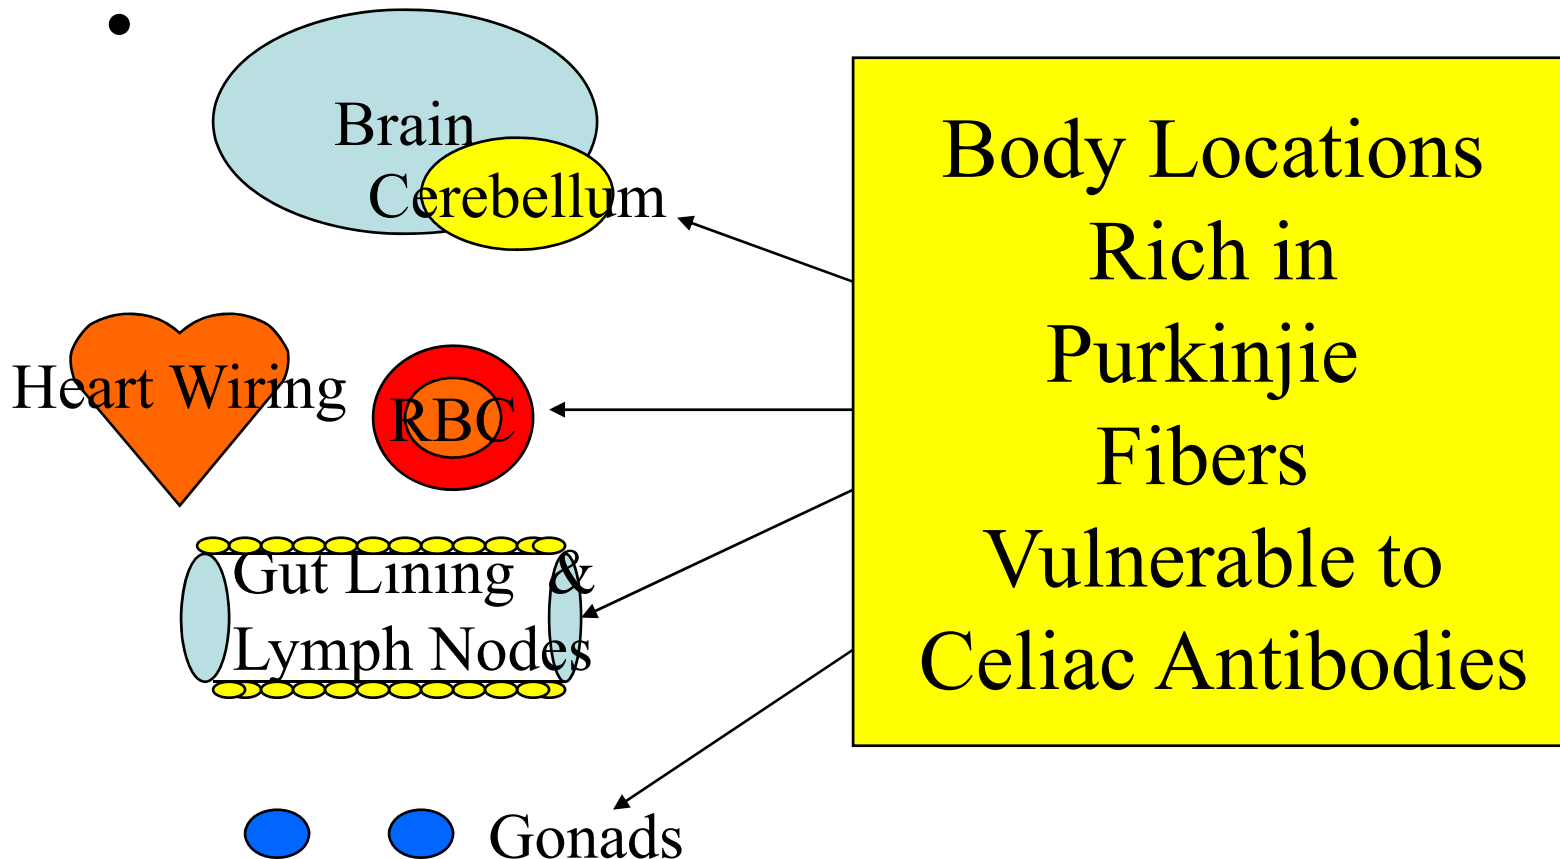 •
Brain
Cerebellum
Heart Wiring
RBC
Gut Lining &
Lymph Nodes
Gonads
Body Locations
Rich in
Purkinjie
Fibers
Vulnerable to
Celiac Antibodies